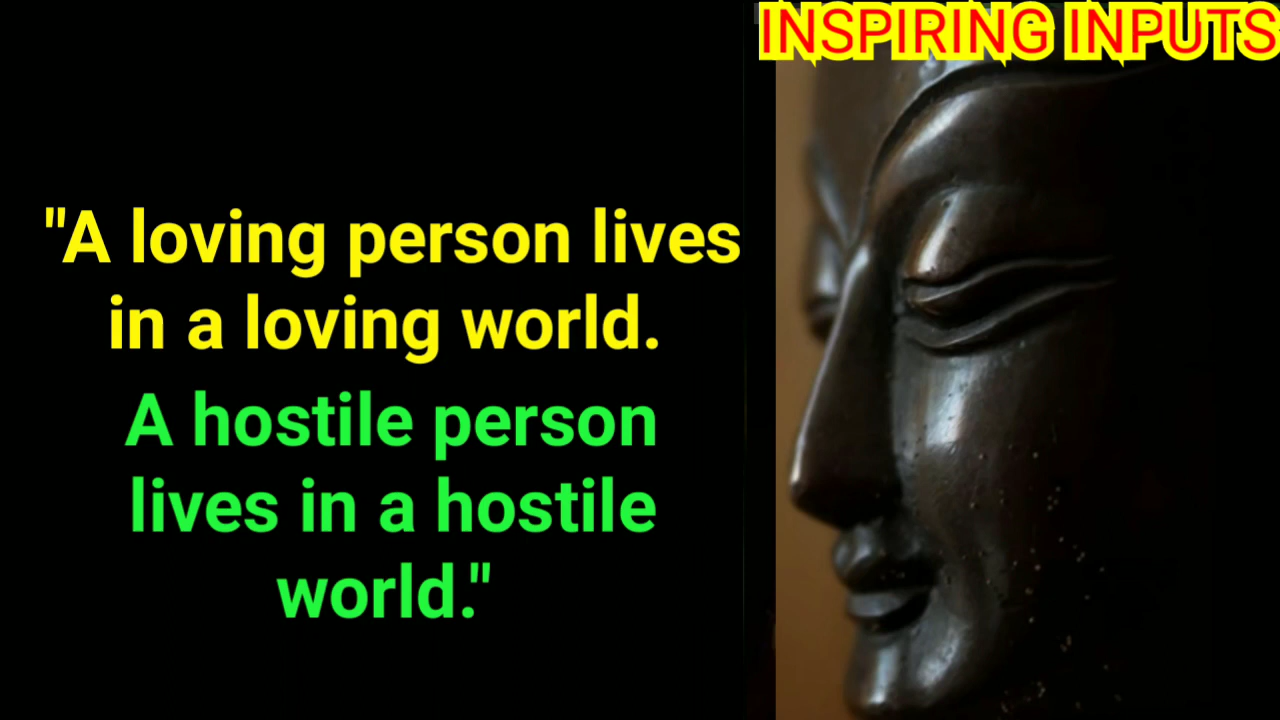 INSPIRING INPUTS
"A loving person lives
in a loving world.
A hostile person
lives in a hostile
world."